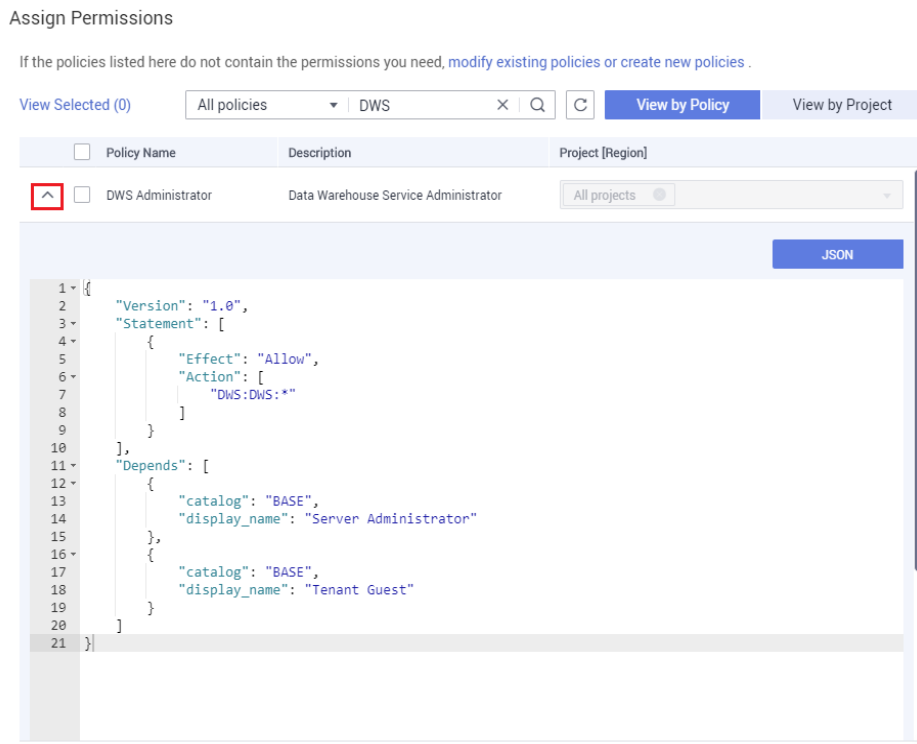 Assign Permissions
If the policies listed here do not contain the permissions you need, modify existing policies or create new policies .
View Selected (0) All policies DWS View by Policy View by Project
Policy Name Description Project [Region]
DWS Administrator Data Warehouse Service Administrator All projects
JSON
1 {
2     "Version": "1.0",
3     "Statement": [
4         {
5             "Effect": "Allow",
6             "Action": [
7                 "DWS:DWS:*"
8             ]
9         }
10     ],
11     "Depends": [
12         {
13             "catalog": "BASE",
14             "display_name": "Server Administrator"
15         },
16         {
17             "catalog": "BASE",
18             "display_name": "Tenant Guest"
19         }
20     ]
21 }